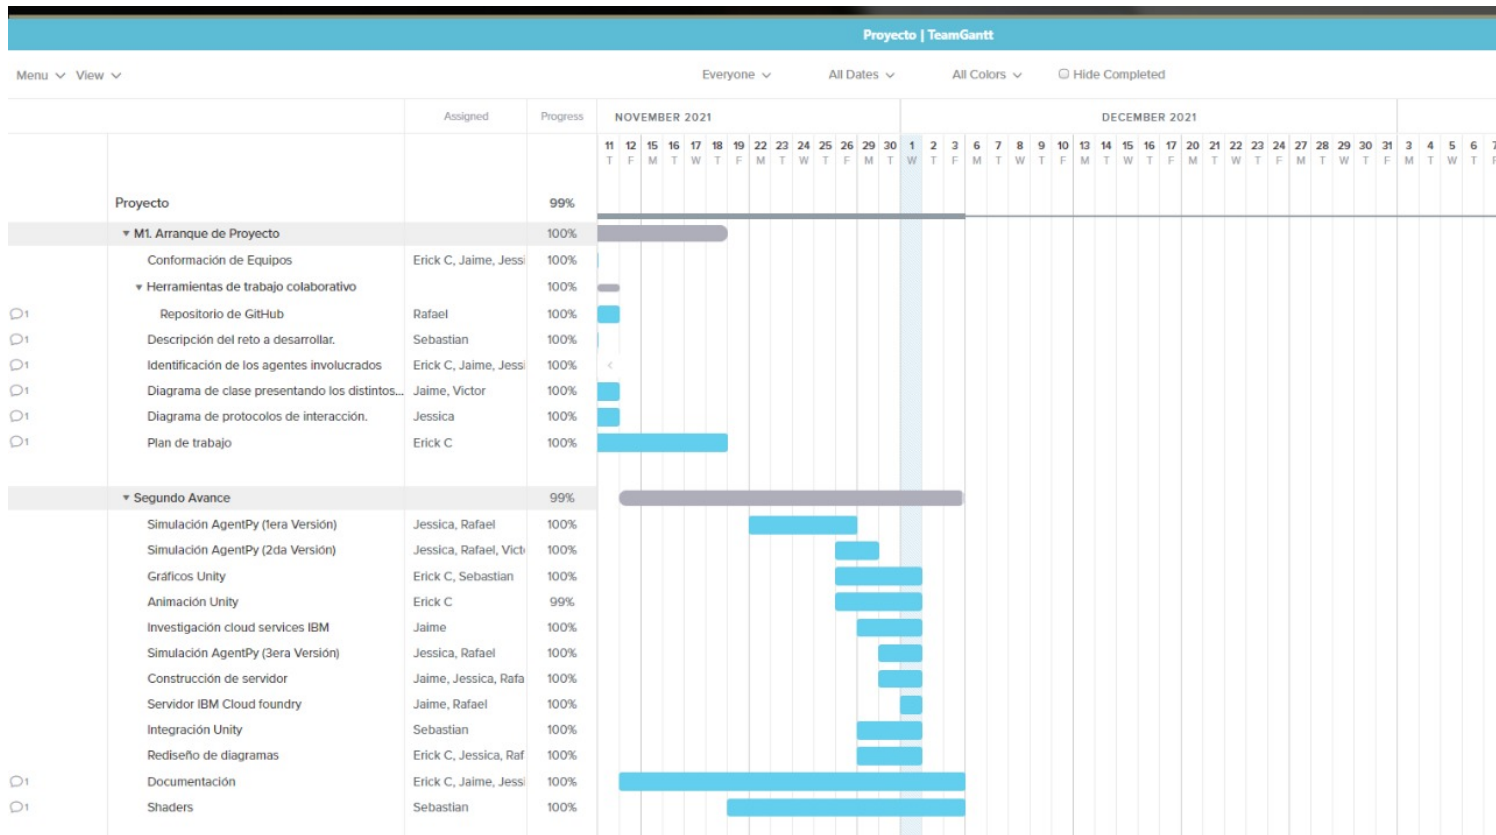 Proyecto | TeamGantt
Menu View Everyone All Dates All Colors Hide Completed
Assigned Progress NOVEMBER 2021 DECEMBER 2021
11 12 15 16 17 18 19 22 23 24 25 26 29 30 1 2 3 6 7 8 9 10 13 14 15 16 17 20 21 22 23 24 27 28 29 30 31 3 4 5 6 7
T F M T W T F M T W T F M T W T F M T W T F M T W T F M T W T F M T W T F M T W T F
Proyecto 99%
M1. Arranque de Proyecto 100%
Conformación de Equipos Erick C, Jaime, Jessi 100%
Herramientas de trabajo colaborativo 100%
1 Repositorio de GitHub Rafael 100%
1 Descripción del reto a desarrollar. Sebastian 100%
1 Identificación de los agentes involucrados Erick C, Jaime, Jessi 100%
1 Diagrama de clase presentando los distintos... Jaime, Victor 100%
1 Diagrama de protocolos de interacción. Jessica 100%
1 Plan de trabajo Erick C 100%
Segundo Avance 99%
Simulación AgentPy (1era Versión) Jessica, Rafael 100%
Simulación AgentPy (2da Versión) Jessica, Rafael, Vict 100%
Gráficos Unity Erick C, Sebastian 100%
Animación Unity Erick C 99%
Investigación cloud services IBM Jaime 100%
Simulación AgentPy (3era Versión) Jessica, Rafael 100%
Construcción de servidor Jaime, Jessica, Rafa 100%
Servidor IBM Cloud foundry Jaime, Rafael 100%
Integración Unity Sebastian 100%
Rediseño de diagramas Erick C, Jessica, Raf 100%
1 Documentación Erick C, Jaime, Jessi 100%
1 Shaders Sebastian 100%